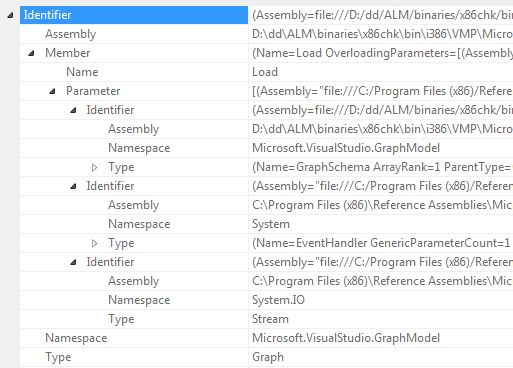 Identifier (Assembly=file:///D:/dd/ALM/binaries/x86chk/bin
Assembly D:\dd\ALM\binaries\x86chk\bin\i386\VMP\Micro
Member (Name=Load OverloadingParameters=[(Assembly
Name Load
Parameter [(Assembly="file:///C:/Program Files (x86)/Refere
Identifier (Assembly=file:///D:/dd/ALM/binaries/x86chk/bin
Assembly D:\dd\ALM\binaries\x86chk\bin\i386\VMP\Micro
Namespace Microsoft.VisualStudio.GraphModel
Type (Name=GraphSchema ArrayRank=1 ParentType=
Identifier (Assembly="file:///C:/Program Files (x86)/Referen
Assembly C:\Program Files (x86)\Reference Assemblies\Mic
Namespace System
Type (Name=EventHandler GenericParameterCount=1
Identifier (Assembly="file:///C:/Program Files (x86)/Referen
Assembly C:\Program Files (x86)\Reference Assemblies\Mic
Namespace System.IO
Type Stream
Namespace Microsoft.VisualStudio.GraphModel
Type Graph